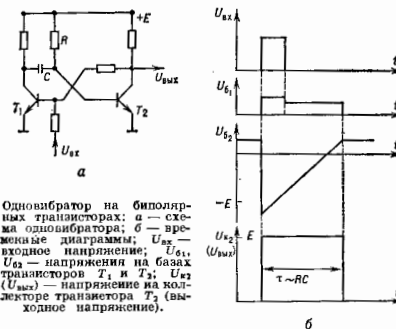 +E
R
C
Uвых
T₁
T₂
Uвх
а
Одновибратор на биполяр-
ных транзисторах: а — схе-
ма одновибратора; б — вре-
менные диаграммы; Uвх —
входное напряжение; Uб₁,
Uб₂ — напряжения на базах
транзисторов T₁ и T₂; Uк₂
(Uвых) — напряжение на кол-
лекторе транзистора T₂ (вы-
ходное напряжение).
Uвх
t
Uб₁
t
Uб₂
t
−E
Uк₂ E
(Uвых)
τ~RC
t
б